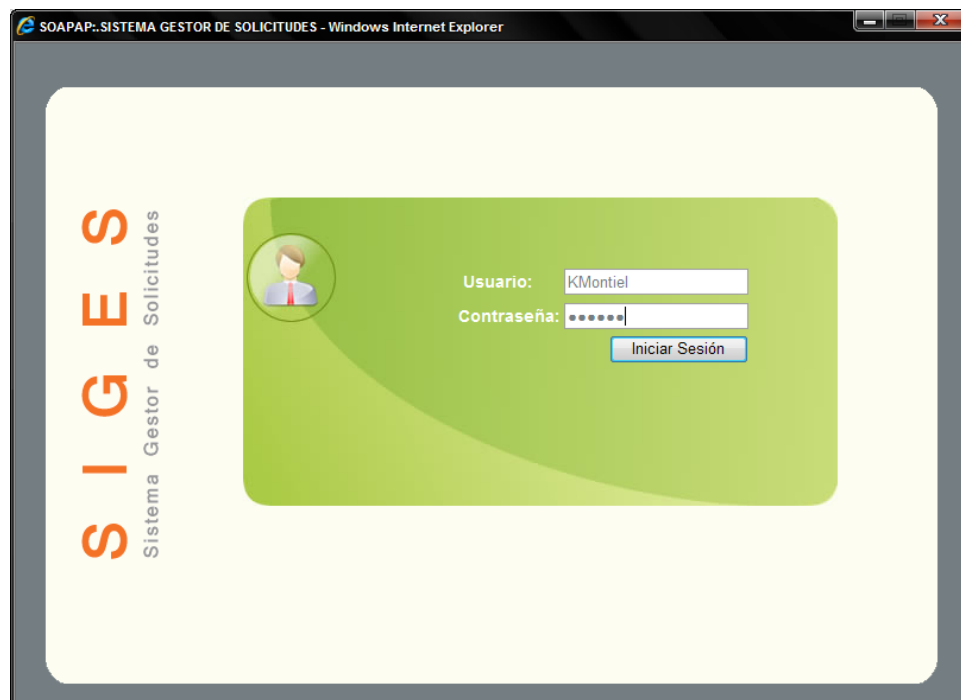 SOAPAP:.SISTEMA GESTOR DE SOLICITUDES - Windows Internet Explorer
SIGES
Sistema Gestor de Solicitudes
Usuario: KMontiel
Contraseña: ●●●●●●
Iniciar Sesión